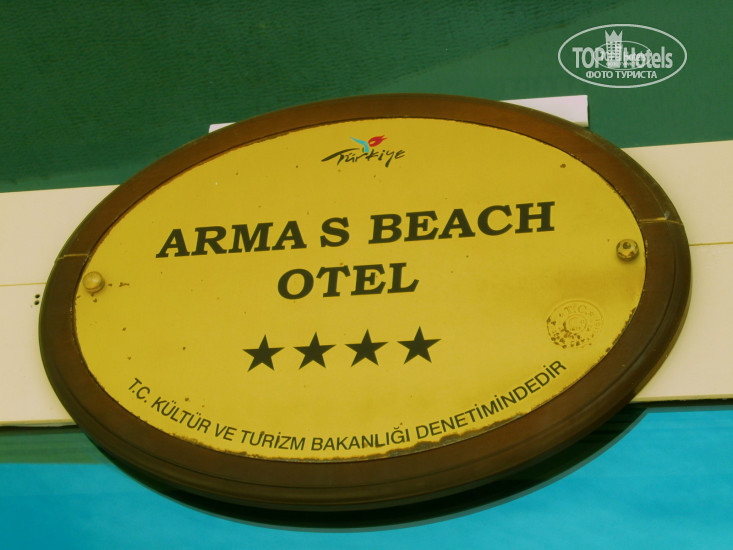 TOP Hotels
ФОТО ТУРИСТА
Türkiye
ARMA S BEACH
OTEL
T.C.
T.C. KÜLTÜR VE TURİZM BAKANLIĞI DENETİMİNDEDİR